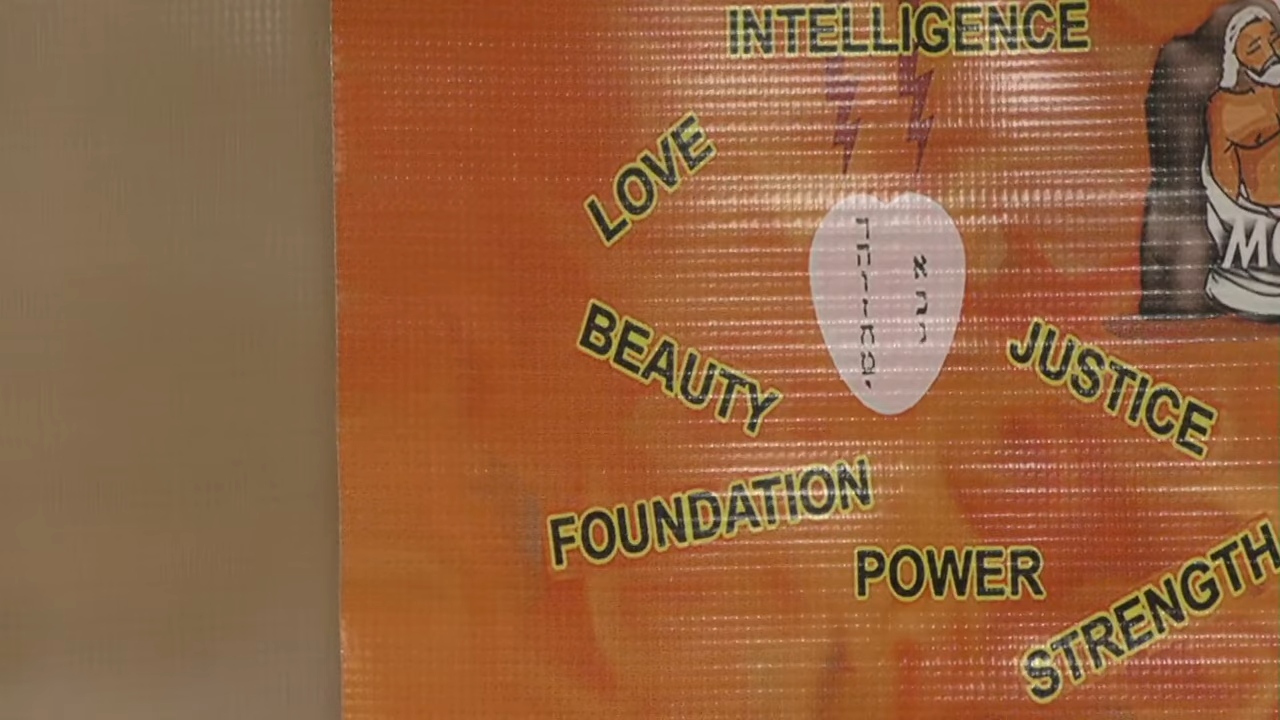 INTELLIGENCE
LOVE
BEAUTY
JUSTICE
FOUNDATION
POWER
STRENGTH